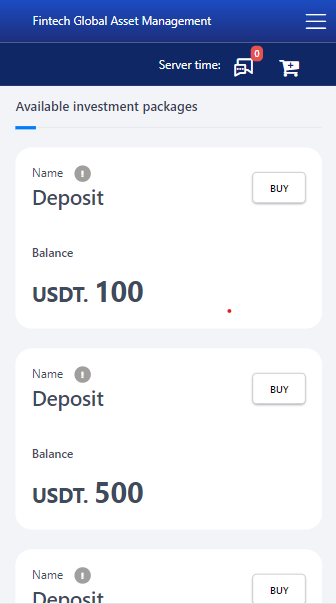 Fintech Global Asset Management
Server time:
0
Available investment packages
Name
BUY
Deposit
Balance
USDT. 100
Name
BUY
Deposit
Balance
USDT. 500
Name
BUY
Deposit